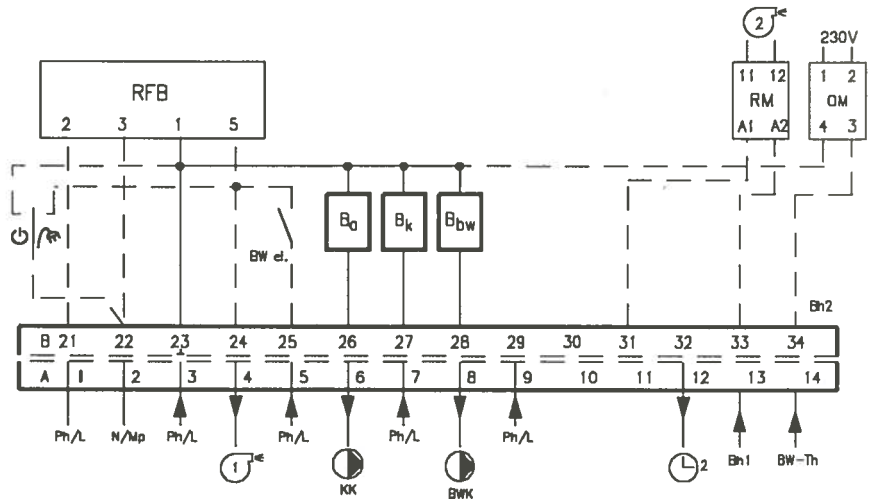 2
230V
11 12 1 2
RFB
RM
OM
2 3 1 5
A1 A2 4 3
Ba Bk Bbw
BW el.
Bh2
B 21 22 23 24 25 26 27 28 29 30 31 32 33 34
A 1 2 3 4 5 6 7 8 9 10 11 12 13 14
Ph/L N/Mp Ph/L Ph/L Ph/L Ph/L Bh1 BW-Th
1
2
KK
BWK